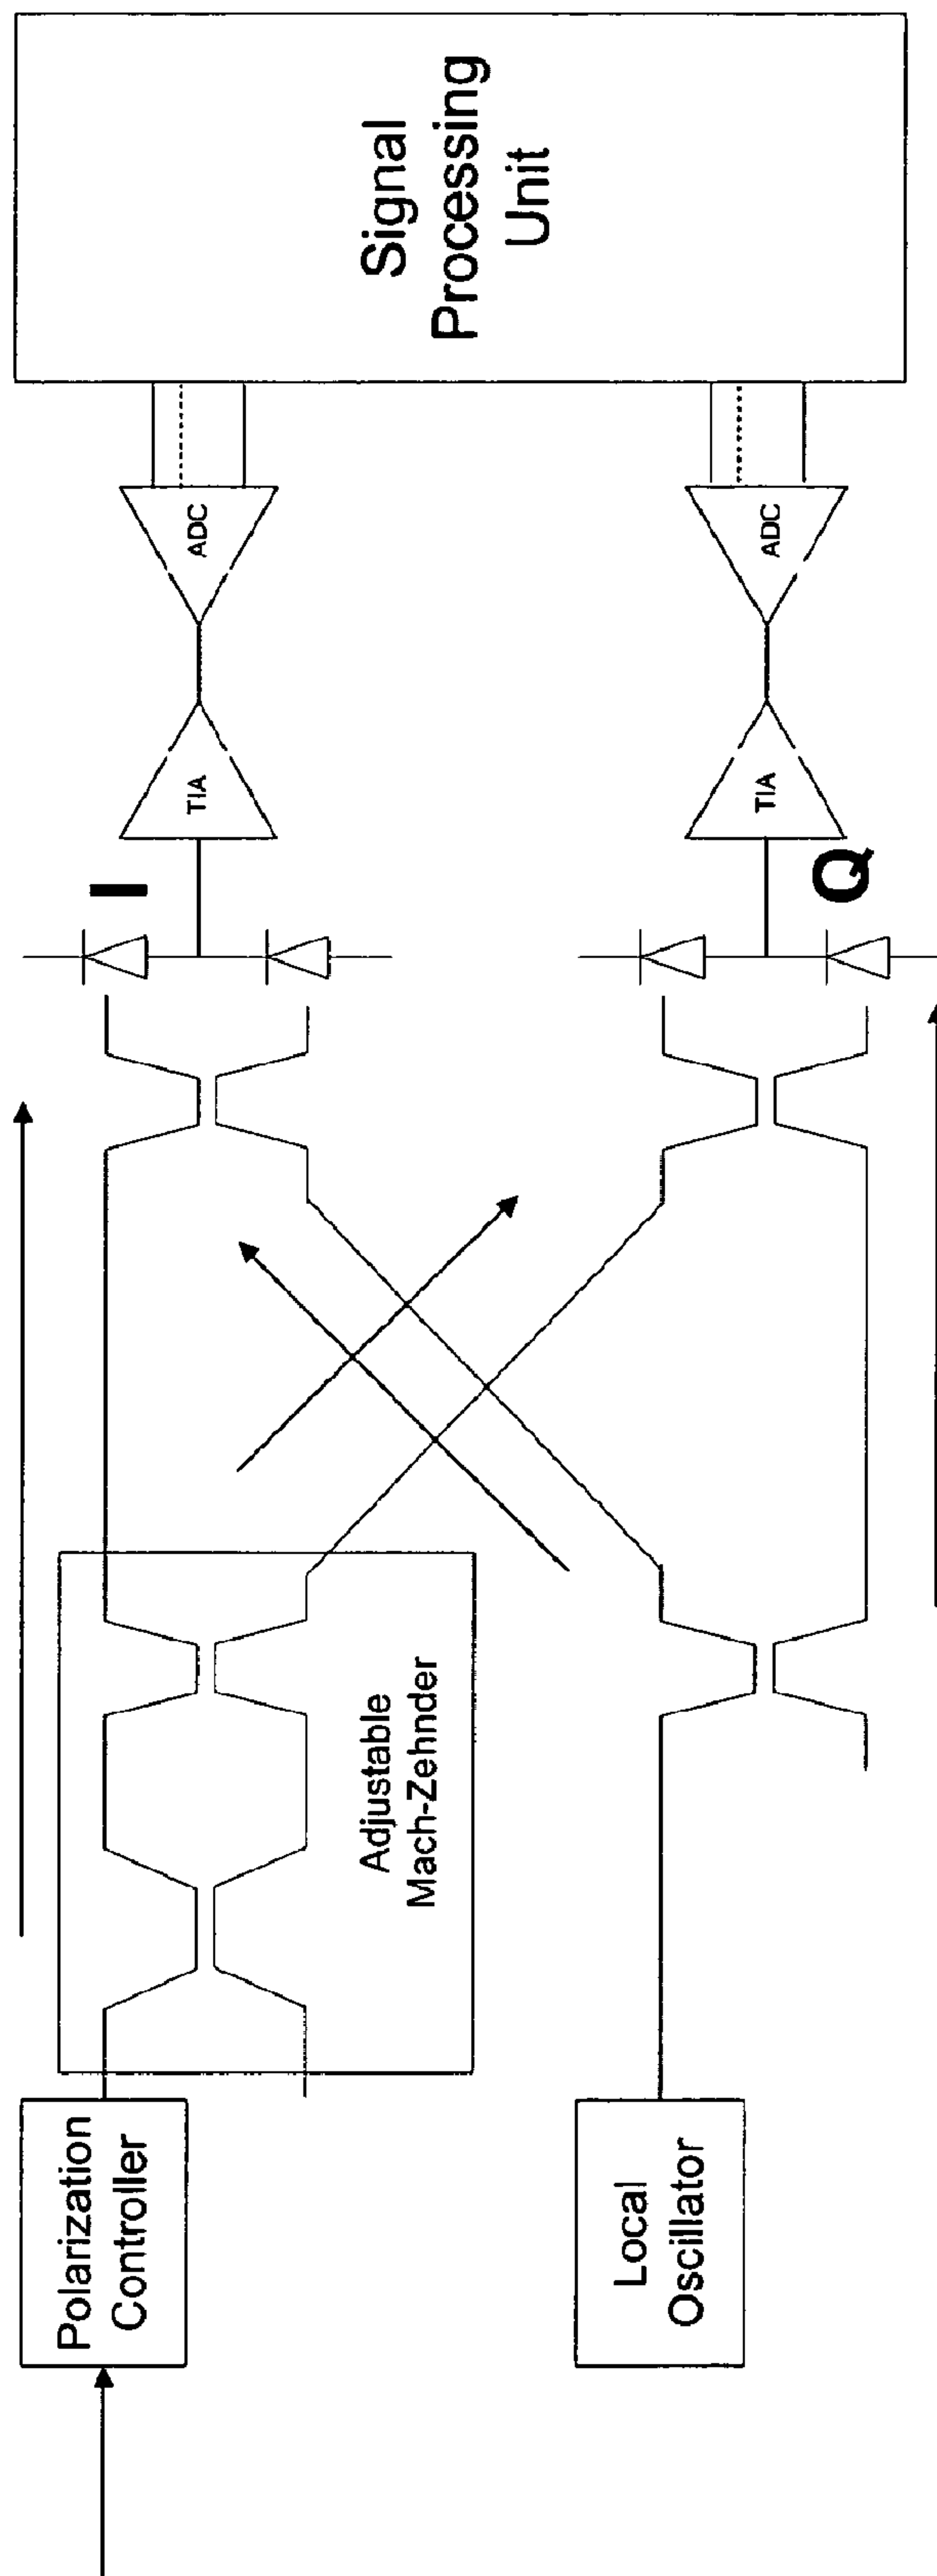 Polarization
Controller
Adjustable
Mach-Zehnder
Local
Oscillator
I
Q
TIA
TIA
ADC
ADC
Signal
Processing
Unit